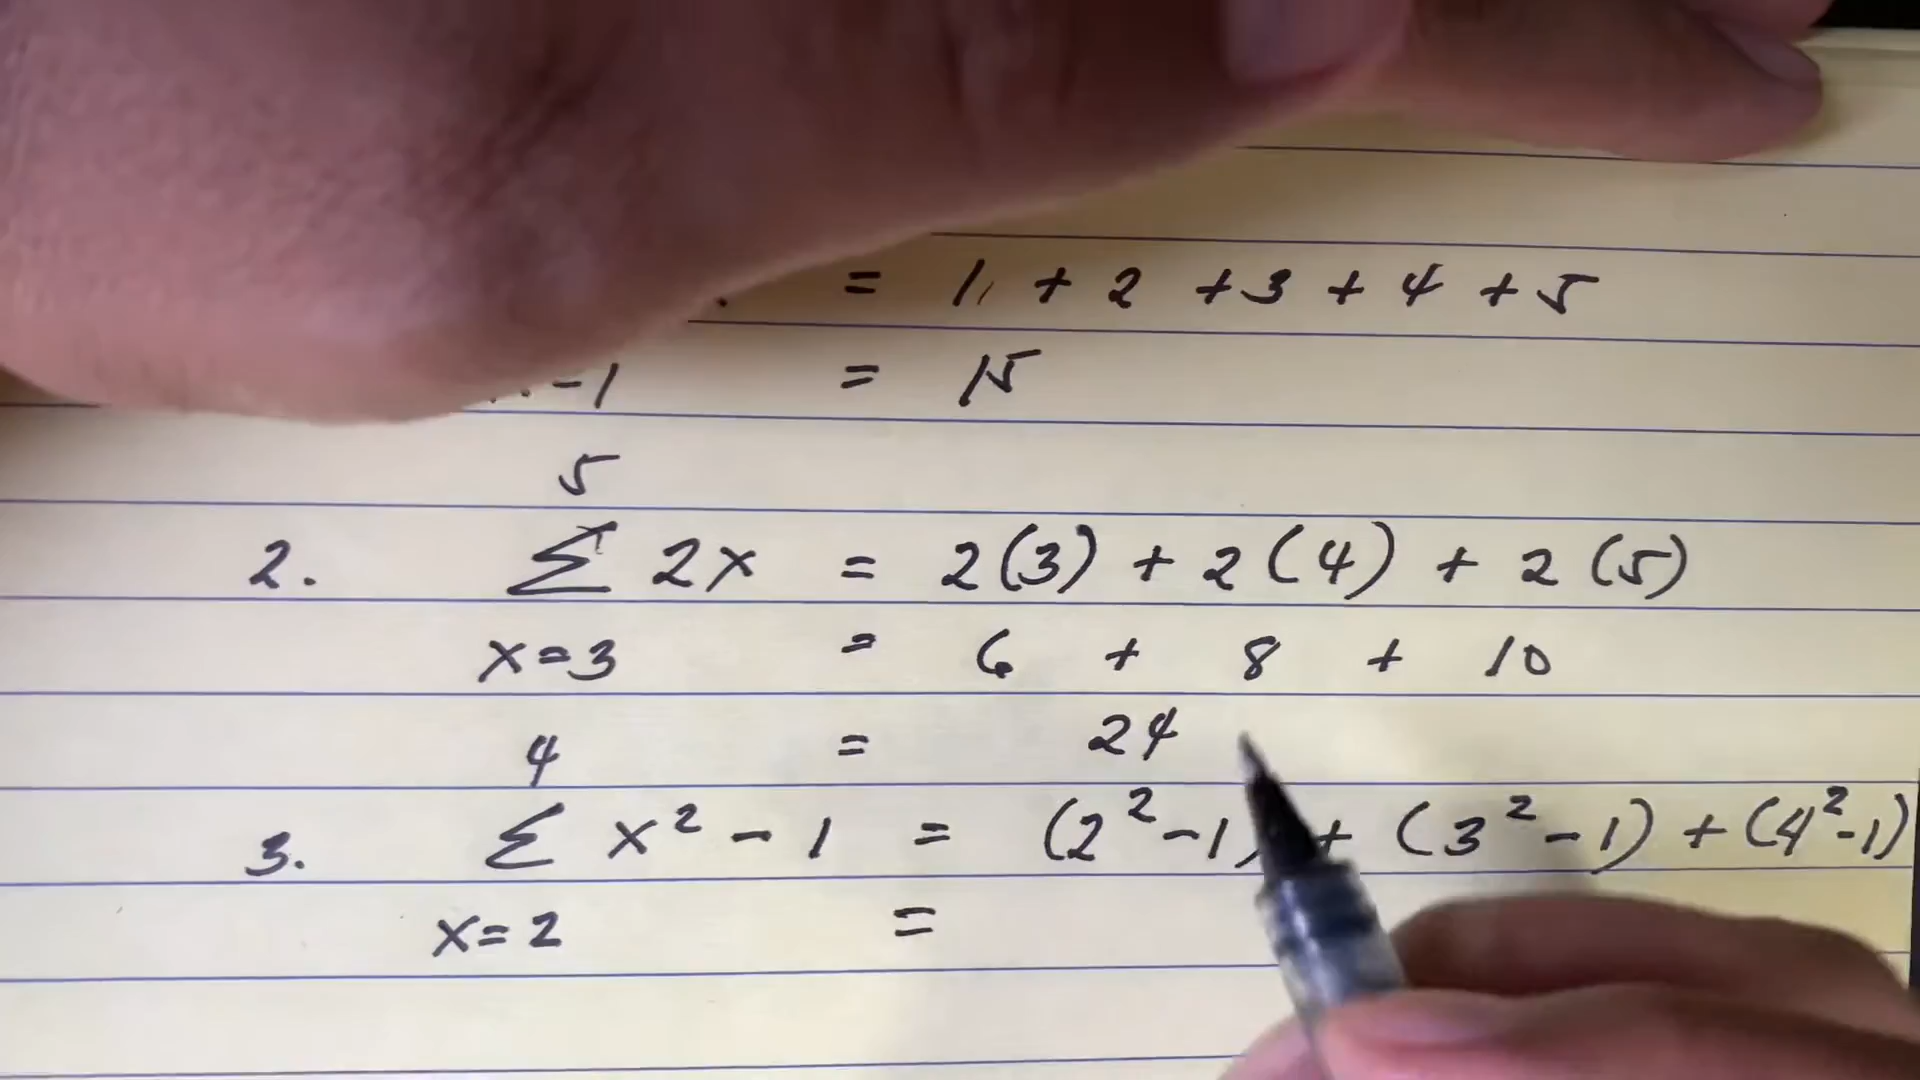 = 1 + 2 + 3 + 4 + 5
-1 = 15
5
2. Σ 2x = 2(3) + 2(4) + 2(5)
x=3 = 6 + 8 + 10
4 = 24
3. Σ x² - 1 = (2²-1) + (3²-1) + (4²-1)
x=2 =